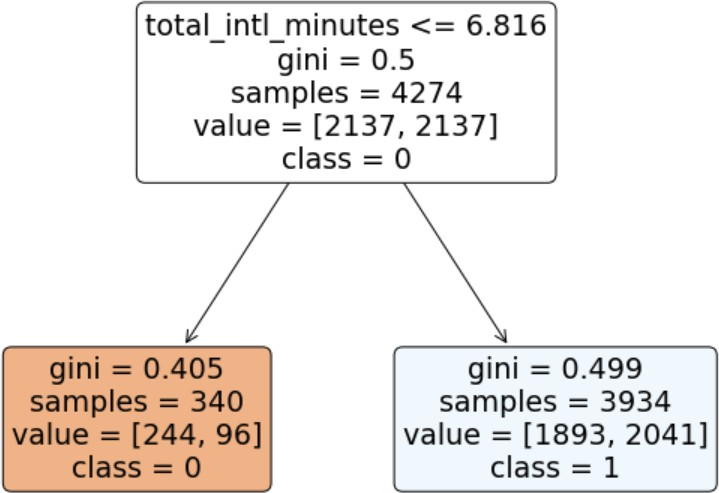 total_intl_minutes <= 6.816
gini = 0.5
samples = 4274
value = [2137, 2137]
class = 0
gini = 0.405
samples = 340
value = [244, 96]
class = 0
gini = 0.499
samples = 3934
value = [1893, 2041]
class = 1